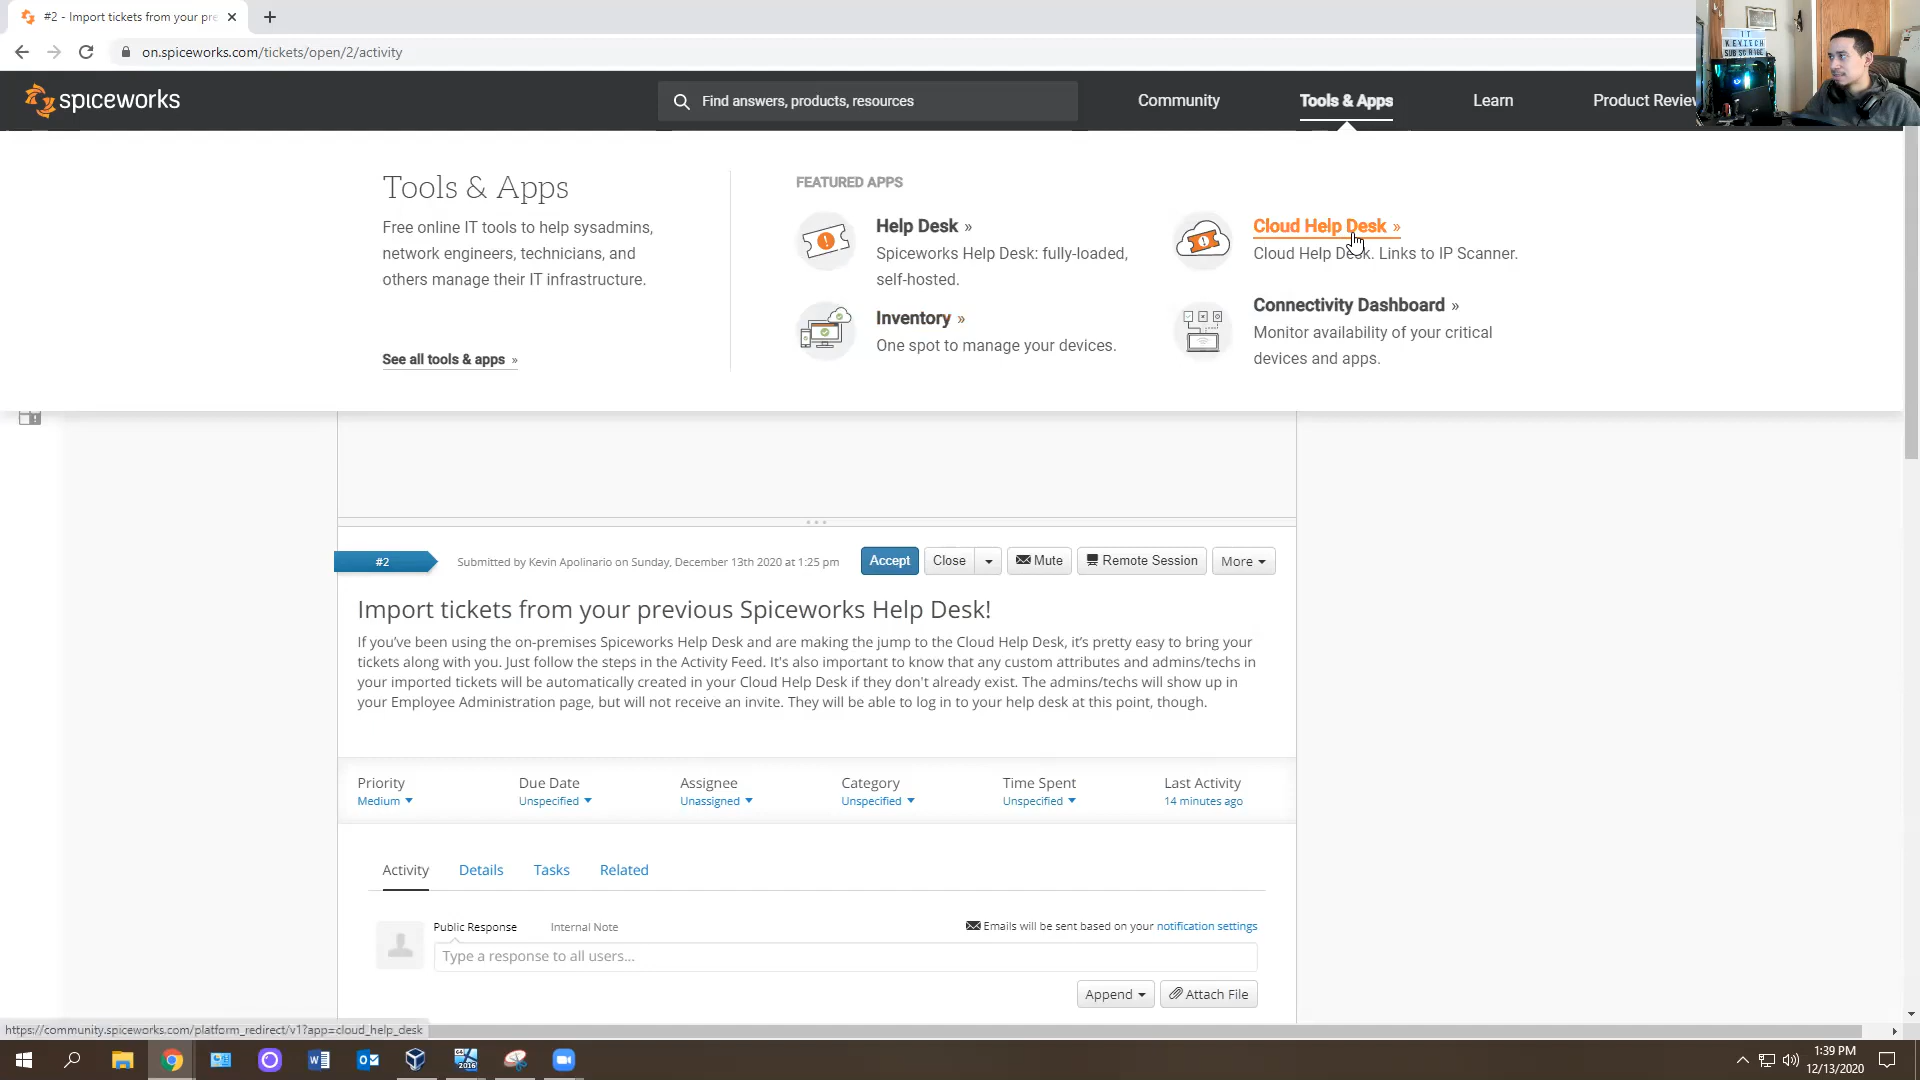 #2 - Import tickets from your pre
on.spiceworks.com/tickets/open/2/activity
spiceworks
Find answers, products, resources
Community
Tools & Apps
Learn
Product Review
I T
KEVTECH
SUBSCRIBE
Tools & Apps
Free online IT tools to help sysadmins,
network engineers, technicians, and
others manage their IT infrastructure.
See all tools & apps »
FEATURED APPS
Help Desk »
Spiceworks Help Desk: fully-loaded,
self-hosted.
Inventory »
One spot to manage your devices.
Cloud Help Desk »
Cloud Help Desk. Links to IP Scanner.
Connectivity Dashboard »
Monitor availability of your critical
devices and apps.
#2
Submitted by Kevin Apolinario on Sunday, December 13th 2020 at 1:25 pm
Accept
Close
Mute
Remote Session
More
Import tickets from your previous Spiceworks Help Desk!
If you've been using the on-premises Spiceworks Help Desk and are making the jump to the Cloud Help Desk, it's pretty easy to bring your
tickets along with you. Just follow the steps in the Activity Feed. It's also important to know that any custom attributes and admins/techs in
your imported tickets will be automatically created in your Cloud Help Desk if they don't already exist. The admins/techs will show up in
your Employee Administration page, but will not receive an invite. They will be able to log in to your help desk at this point, though.
Priority
Medium
Due Date
Unspecified
Assignee
Unassigned
Category
Unspecified
Time Spent
Unspecified
Last Activity
14 minutes ago
Activity
Details
Tasks
Related
Public Response
Internal Note
Emails will be sent based on your notification settings
Type a response to all users...
Append
Attach File
https://community.spiceworks.com/platform_redirect/v1?app=cloud_help_desk
2016
1:39 PM
12/13/2020